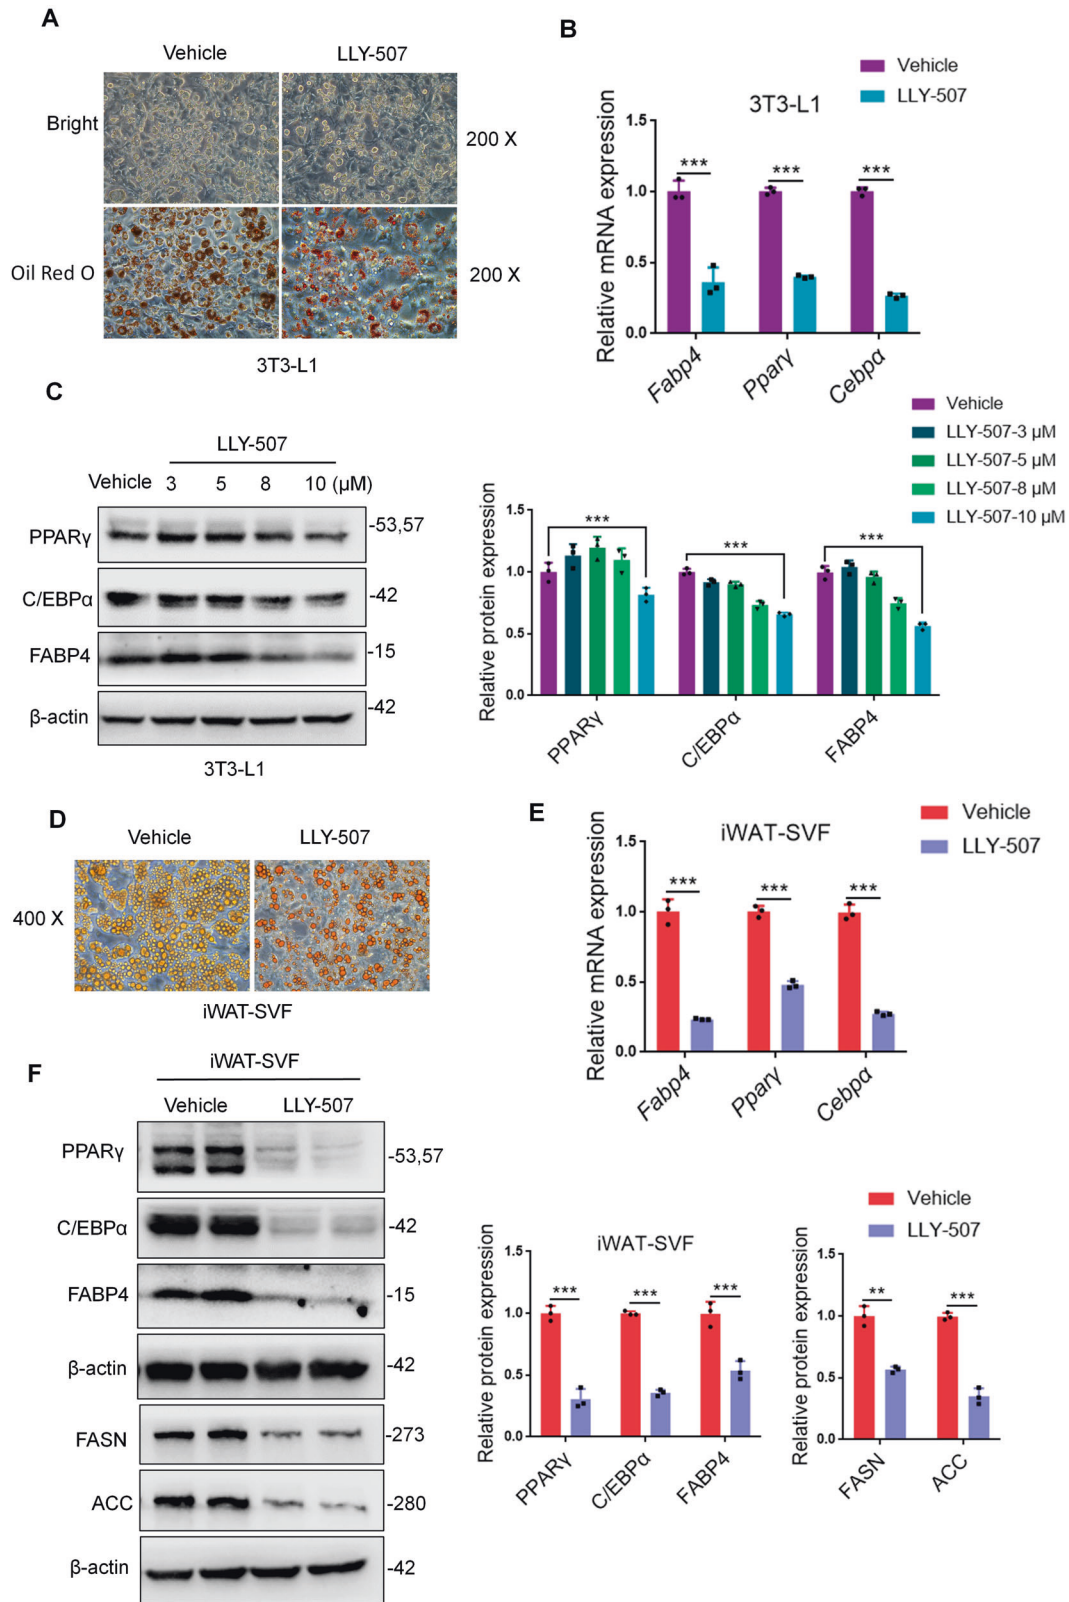 A
Vehicle
LLY-507
Bright
200 X
Oil Red O
200 X
3T3-L1
B
Vehicle
LLY-507
3T3-L1
Relative mRNA expression
1.5
1.0
0.5
0.0
***
***
***
Fabp4
Pparγ
Cebpα
C
LLY-507
Vehicle 3 5 8 10 (μM)
PPARγ
-53,57
C/EBPα
-42
FABP4
-15
β-actin
-42
3T3-L1
Vehicle
LLY-507-3 μM
LLY-507-5 μM
LLY-507-8 μM
LLY-507-10 μM
Relative protein expression
1.5
1.0
0.5
0.0
***
***
***
PPARγ
C/EBPα
FABP4
D
Vehicle
LLY-507
400 X
iWAT-SVF
E
Vehicle
LLY-507
iWAT-SVF
Relative mRNA expression
1.5
1.0
0.5
0.0
***
***
***
Fabp4
Pparγ
Cebpα
F
iWAT-SVF
Vehicle
LLY-507
PPARγ
-53,57
C/EBPα
-42
FABP4
-15
β-actin
-42
FASN
-273
ACC
-280
β-actin
-42
iWAT-SVF
Relative protein expression
1.5
1.0
0.5
0.0
***
***
***
PPARγ
C/EBPα
FABP4
Vehicle
LLY-507
Relative protein expression
1.5
1.0
0.5
0.0
**
***
FASN
ACC